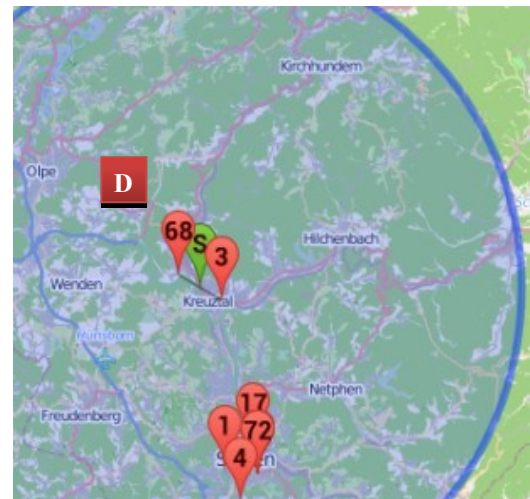 Kirchhundem
Olpe
D
68
S
3
Hilchenbach
Wenden
Kreuztal
Netphen
17
Freudenberg
1
72
4